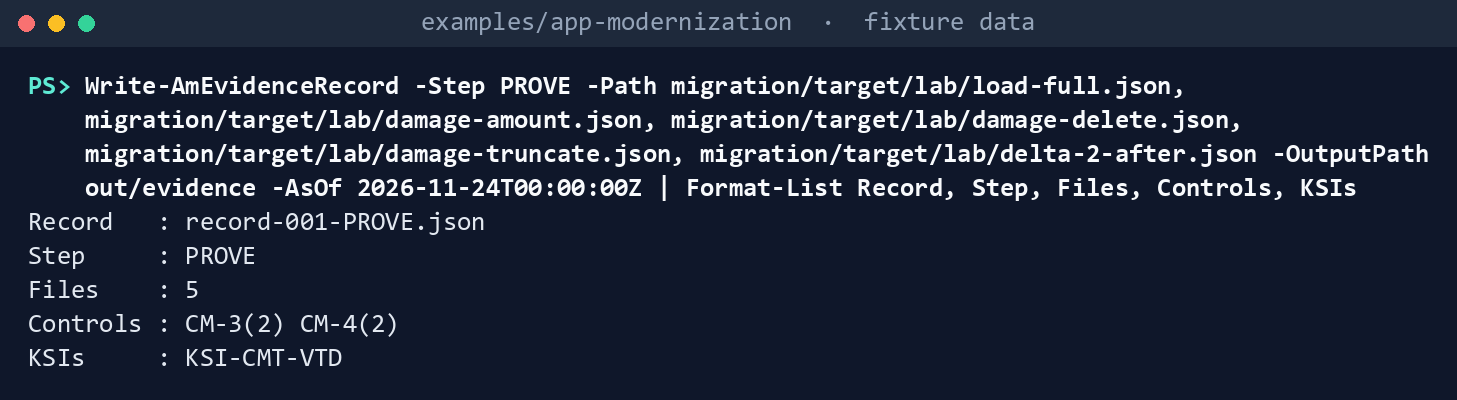 examples/app-modernization · fixture data
PS> Write-AmEvidenceRecord -Step PROVE -Path migration/target/lab/load-full.json,
migration/target/lab/damage-amount.json, migration/target/lab/damage-delete.json,
migration/target/lab/damage-truncate.json, migration/target/lab/delta-2-after.json -OutputPath
out/evidence -AsOf 2026-11-24T00:00:00Z | Format-List Record, Step, Files, Controls, KSIs
Record   : record-001-PROVE.json
Step     : PROVE
Files    : 5
Controls : CM-3(2) CM-4(2)
KSIs     : KSI-CMT-VTD